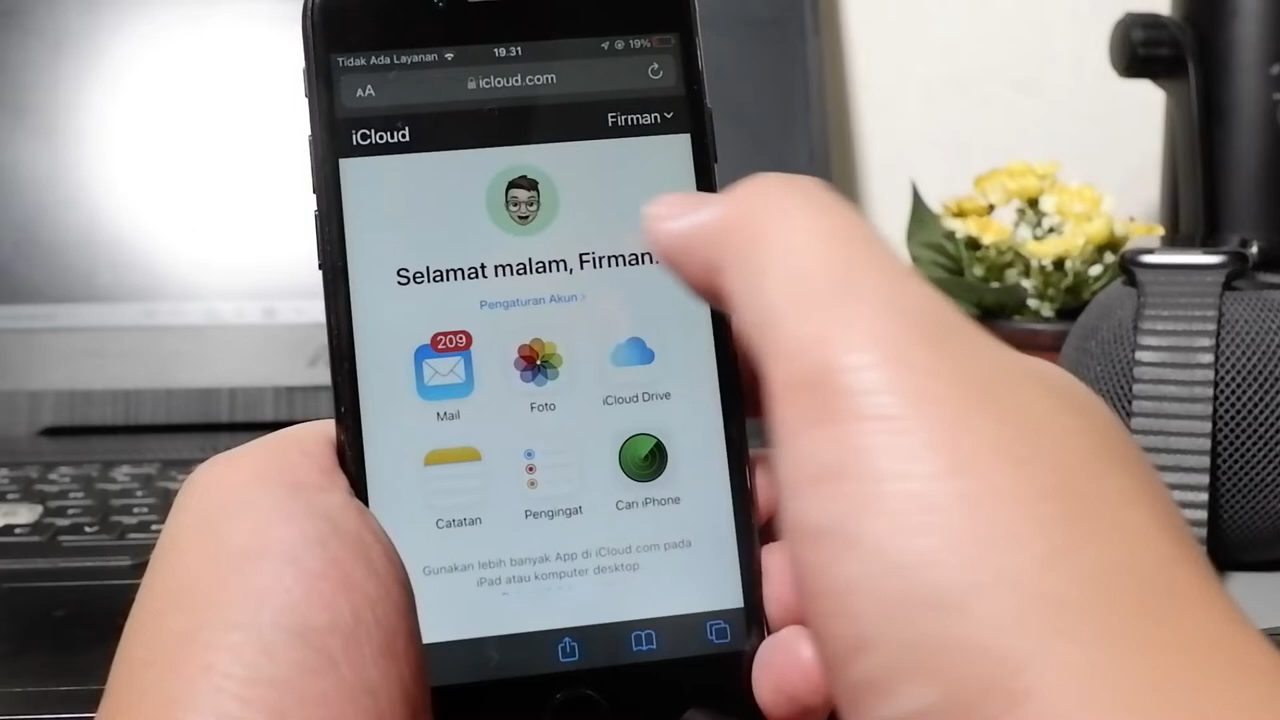 Tidak Ada Layanan 19.31 19%
AA icloud.com
iCloud Firman
Selamat malam, Firman.
Pengaturan Akun
209
Mail Foto iCloud Drive
Catatan Pengingat Cari iPhone
Gunakan lebih banyak App di iCloud.com pada
iPad atau komputer desktop